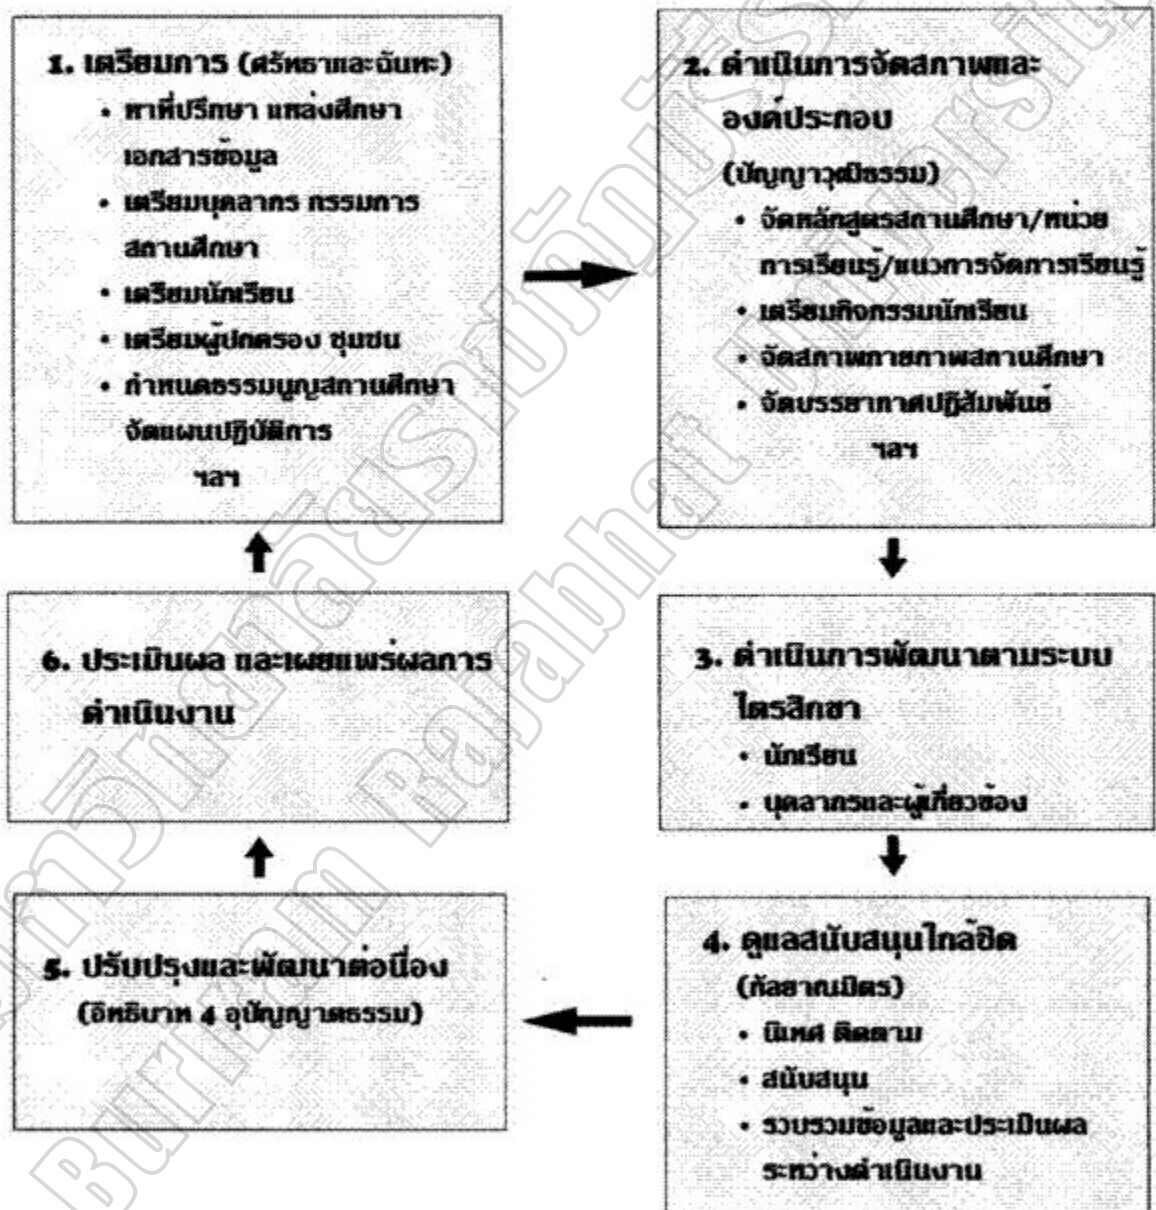 1. เตรียมการ (ศรัทธาและฉันทะ)
• หาที่ปรึกษา แหล่งศึกษา
เอกสารข้อมูล
• เตรียมบุคลากร กรรมการ
สถานศึกษา
• เตรียมนักเรียน
• เตรียมผู้ปกครอง ชุมชน
• กำหนดธรรมนูญสถานศึกษา
จัดแผนปฏิบัติการ
ฯลฯ
2. ดำเนินการจัดสภาพและ
องค์ประกอบ
(ปัญญาวุฒิธรรม)
• จัดหลักสูตรสถานศึกษา/หน่วย
การเรียนรู้/แนวการจัดการเรียนรู้
• เตรียมกิจกรรมนักเรียน
• จัดสภาพกายภาพสถานศึกษา
• จัดบรรยากาศปฏิสัมพันธ์
ฯลฯ
3. ดำเนินการพัฒนาตามระบบ
ไตรสิกขา
• นักเรียน
• บุคลากรและผู้เกี่ยวข้อง
4. ดูแลสนับสนุนใกล้ชิด
(กัลยาณมิตร)
• นิเทศ ติดตาม
• สนับสนุน
• รวบรวมข้อมูลและประเมินผล
ระหว่างดำเนินงาน
5. ปรับปรุงและพัฒนาต่อเนื่อง
(อิทธิบาท 4 อุปัญญาตธรรม)
6. ประเมินผล และเผยแพร่ผลการ
ดำเนินงาน
Buriram Rajabhat University